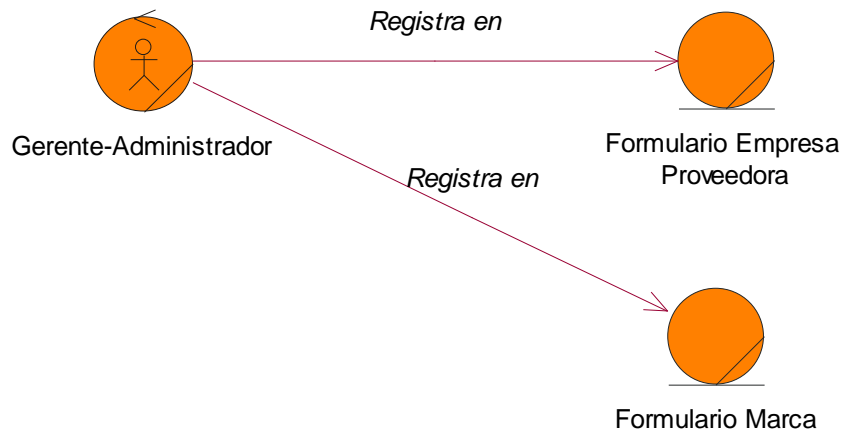 Registra en
Gerente-Administrador
Formulario Empresa
Proveedora
Registra en
Formulario Marca